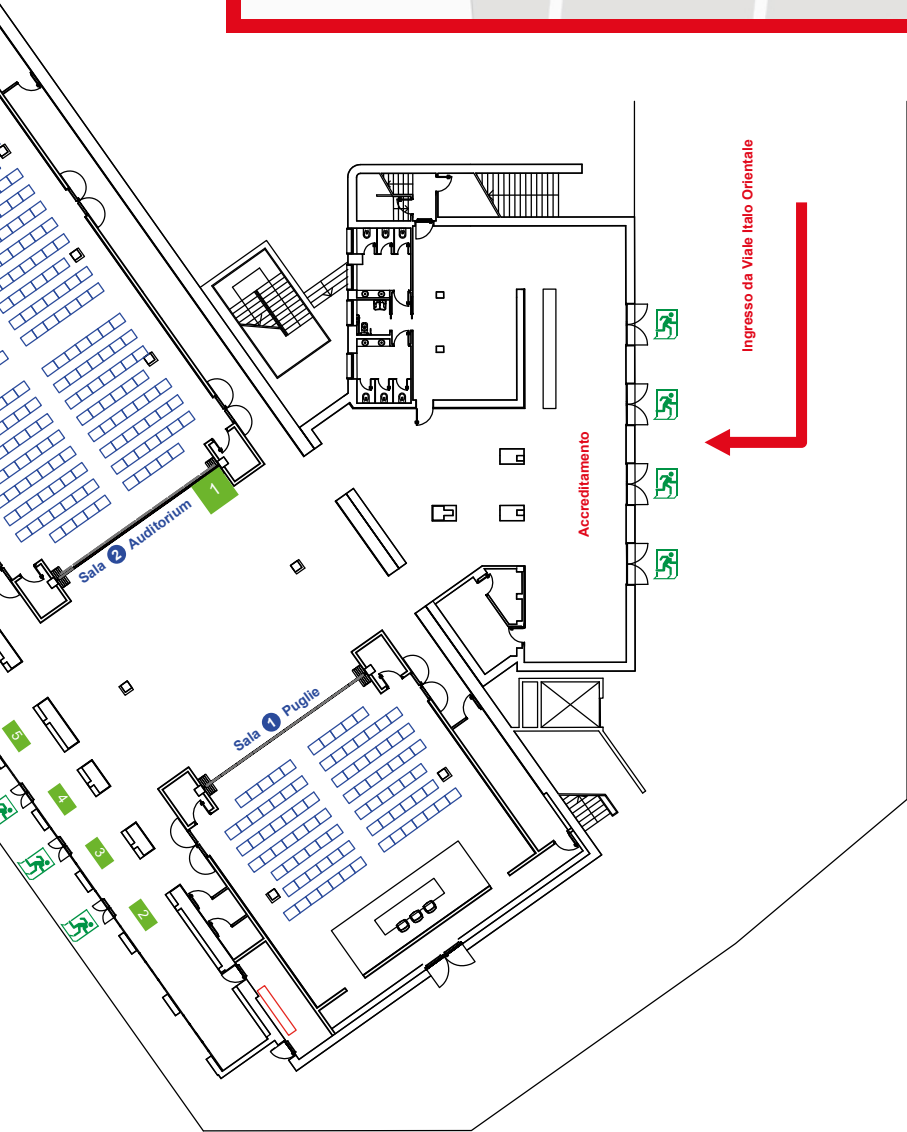 Ingresso da Viale Italo Orientale
Accreditamento
1
Sala 2 Auditorium
Sala 1 Puglie
5
4
3
2